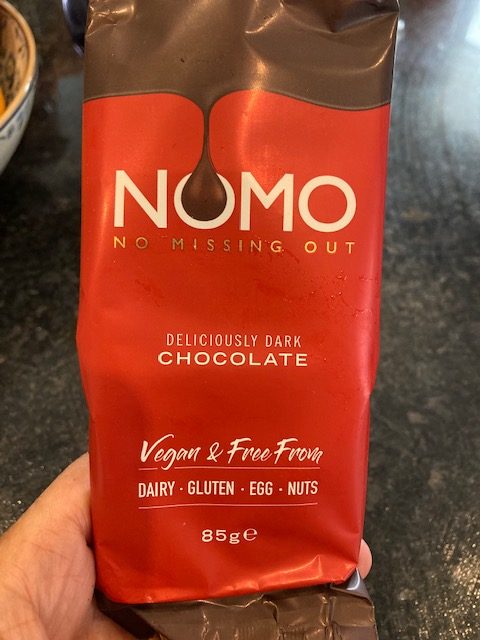 NOMO
NO MISSING OUT
DELICIOUSLY DARK
CHOCOLATE
Vegan & Free From
DAIRY · GLUTEN · EGG · NUTS
85g℮